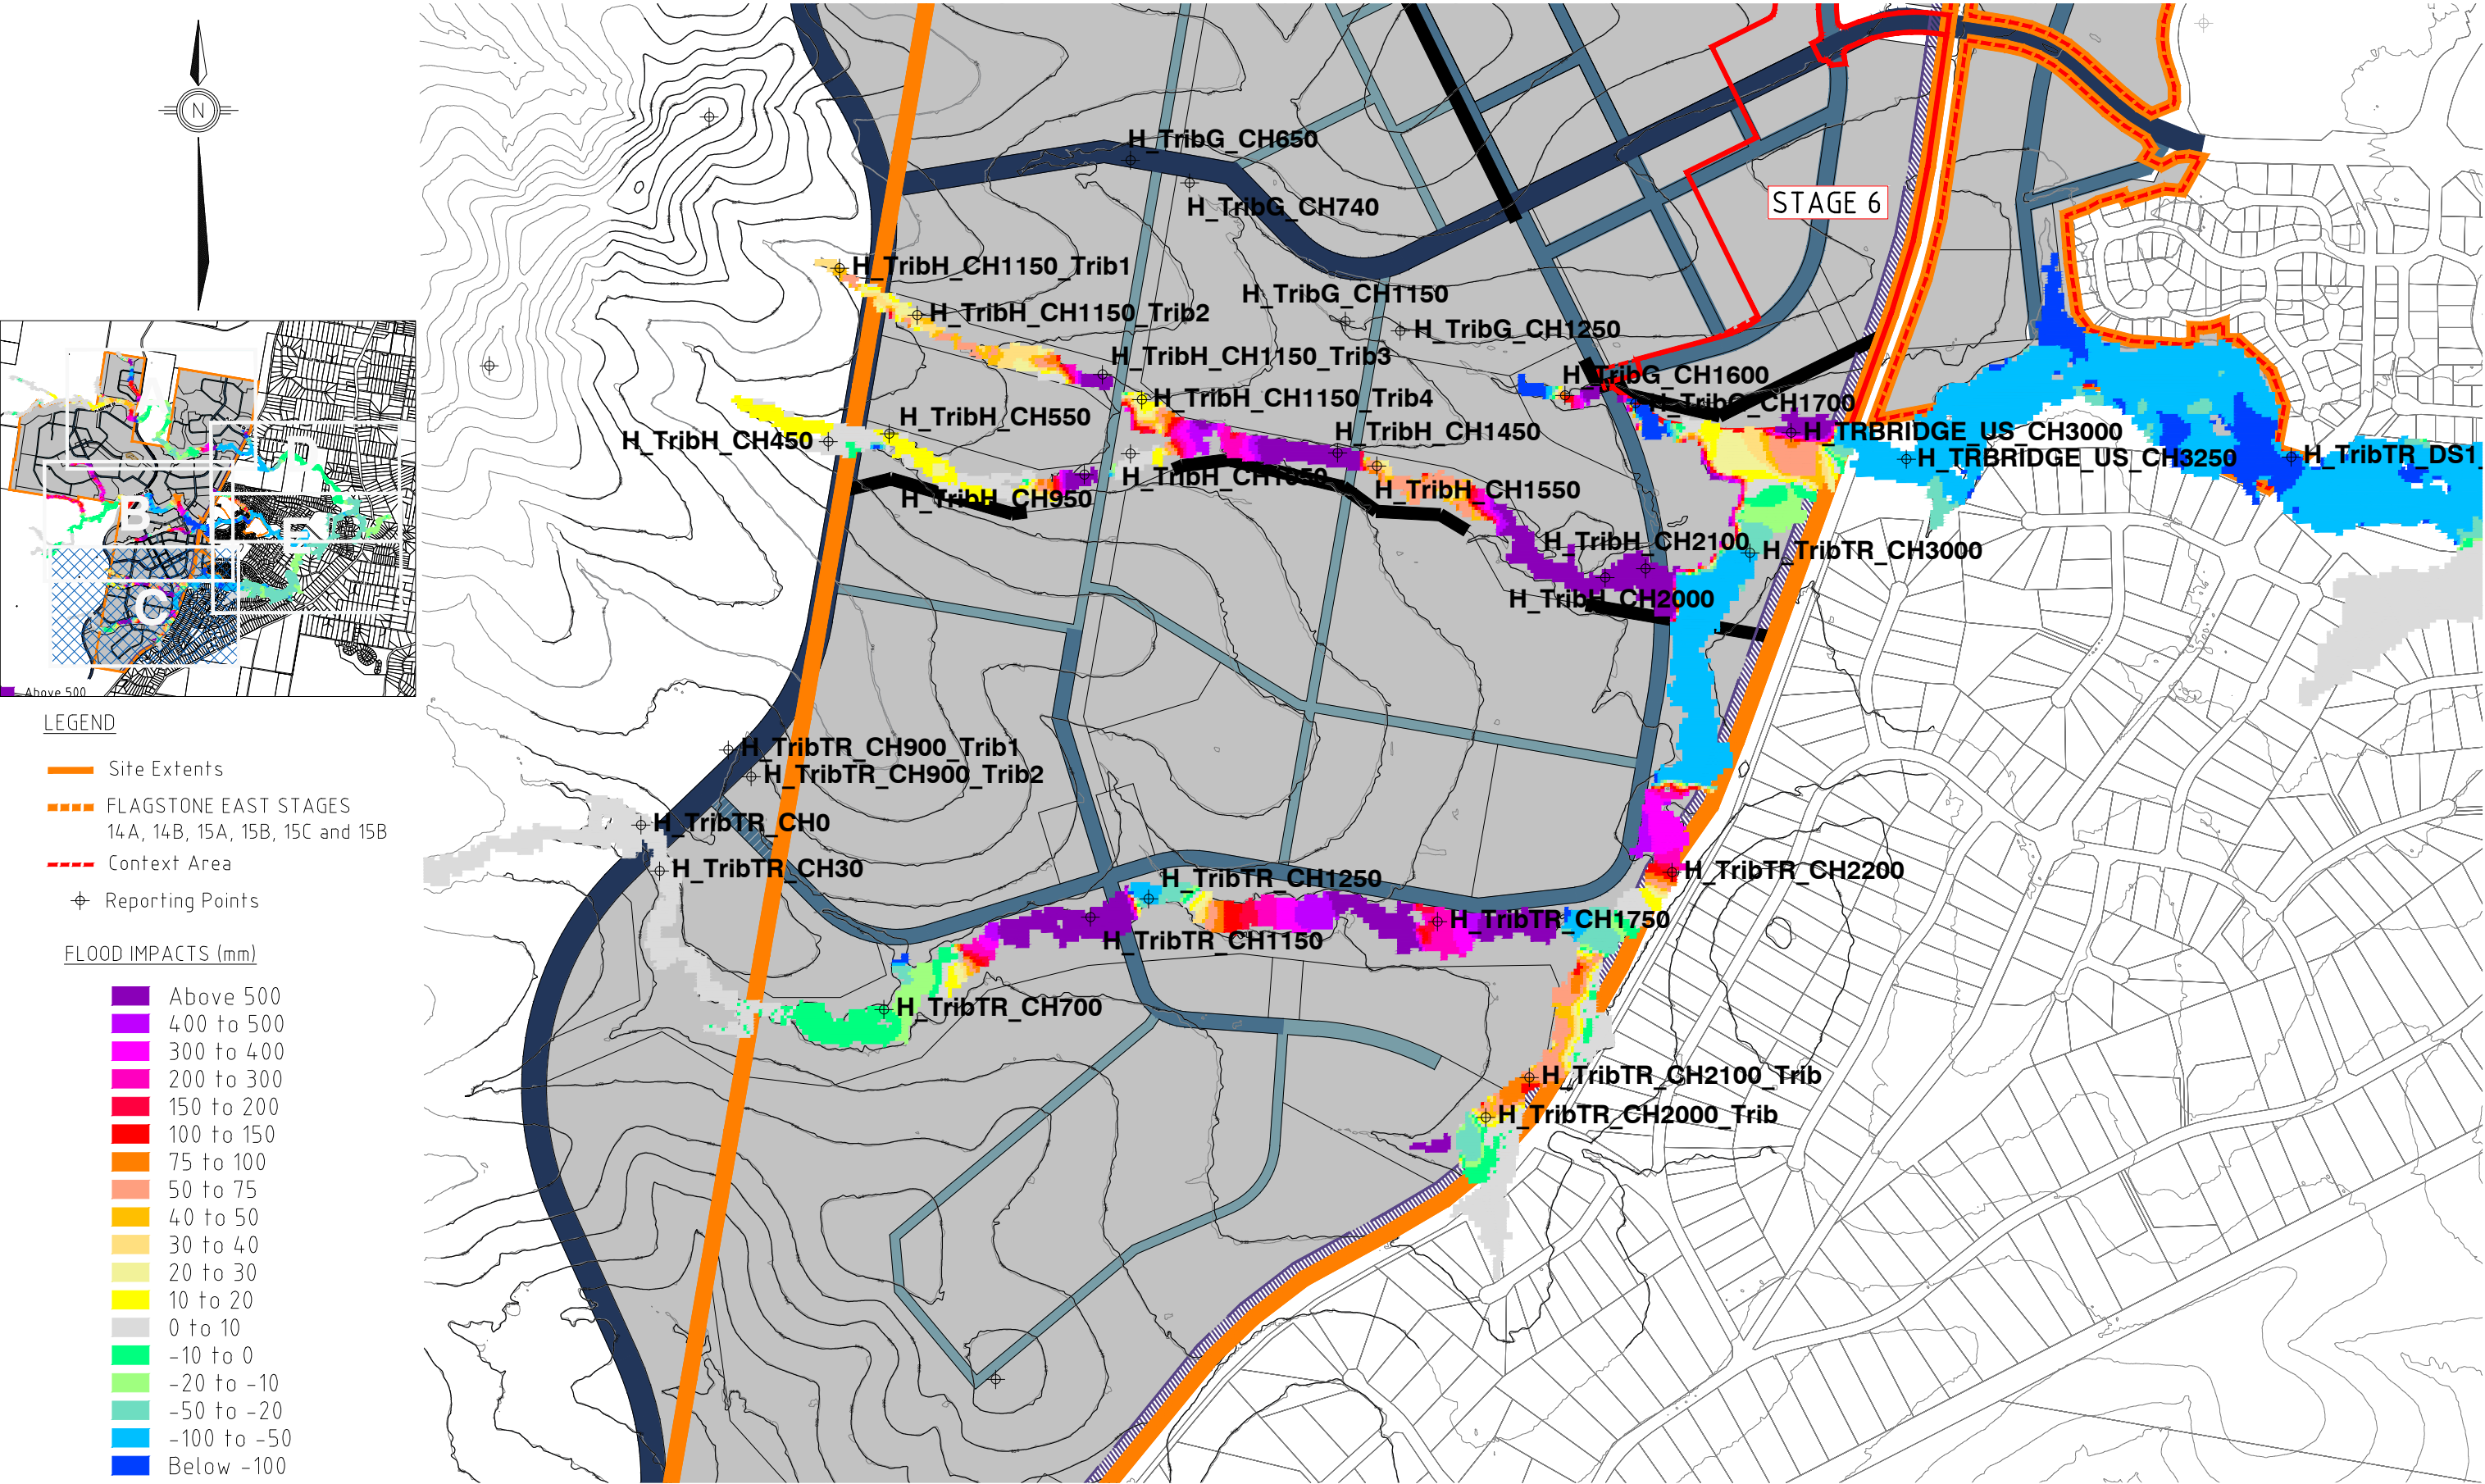 N
B
C
E
Above 500
LEGEND
Site Extents
FLAGSTONE EAST STAGES
14A, 14B, 15A, 15B, 15C and 15B
Context Area
Reporting Points
FLOOD IMPACTS (mm)
Above 500
400 to 500
300 to 400
200 to 300
150 to 200
100 to 150
75 to 100
50 to 75
40 to 50
30 to 40
20 to 30
10 to 20
0 to 10
-10 to 0
-20 to -10
-50 to -20
-100 to -50
Below -100
H_TribG_CH650
STAGE 6
H_TribG_CH740
H_TribH_CH1150_Trib1
H_TribG_CH1150
H_TribH_CH1150_Trib2
H_TribG_CH1250
H_TribH_CH1150_Trib3
H_TribG_CH1600
H_TribH_CH1150_Trib4
H_TribG_CH1700
H_TribH_CH550
H_TribH_CH450
H_TribH_CH1450
H_TRBRIDGE_US_CH3000
H_TRBRIDGE_US_CH3250
H_TribTR_DS1_
H_TribH_CH950
H_TribH_CH1550
H_TribH_CH2100
H_TribTR_CH3000
H_TribH_CH2000
H_TribTR_CH900_Trib1
H_TribTR_CH900_Trib2
H_TribTR_CH0
H_TribTR_CH30
H_TribTR_CH2200
H_TribTR_CH1250
H_TribTR_CH1750
H_TribTR_CH1150
H_TribTR_CH700
H_TribTR_CH2100_Trib
H_TribTR_CH2000_Trib